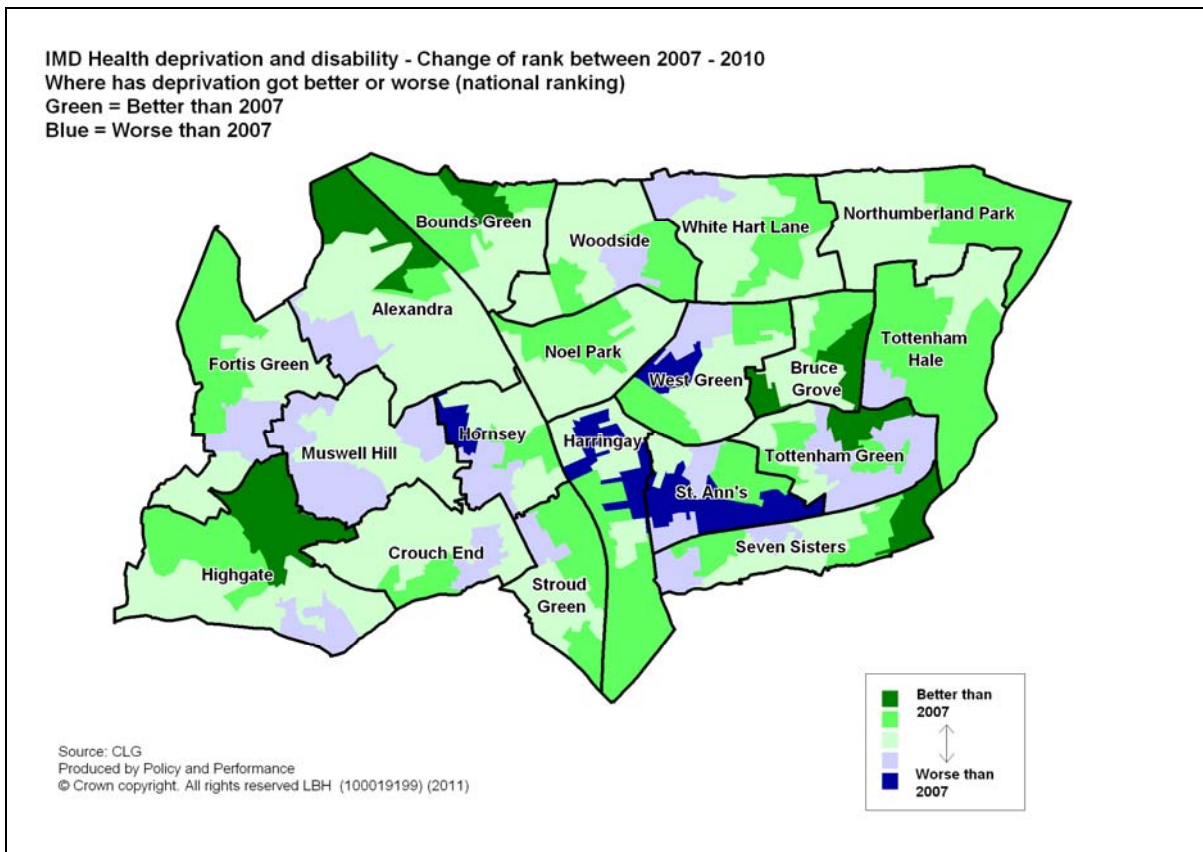 IMD Health deprivation and disability - Change of rank between 2007 - 2010
Where has deprivation got better or worse (national ranking)
Green = Better than 2007
Blue = Worse than 2007
Bounds Green
Woodside
White Hart Lane
Northumberland Park
Alexandra
Fortis Green
Noel Park
West Green
Bruce
Grove
Tottenham
Hale
Muswell Hill
Hornsey
Harringay
St. Ann's
Tottenham Green
Highgate
Crouch End
Stroud
Green
Seven Sisters
Better than
2007
Worse than
2007
Source: CLG
Produced by Policy and Performance
© Crown copyright. All rights reserved LBH (100019199) (2011)